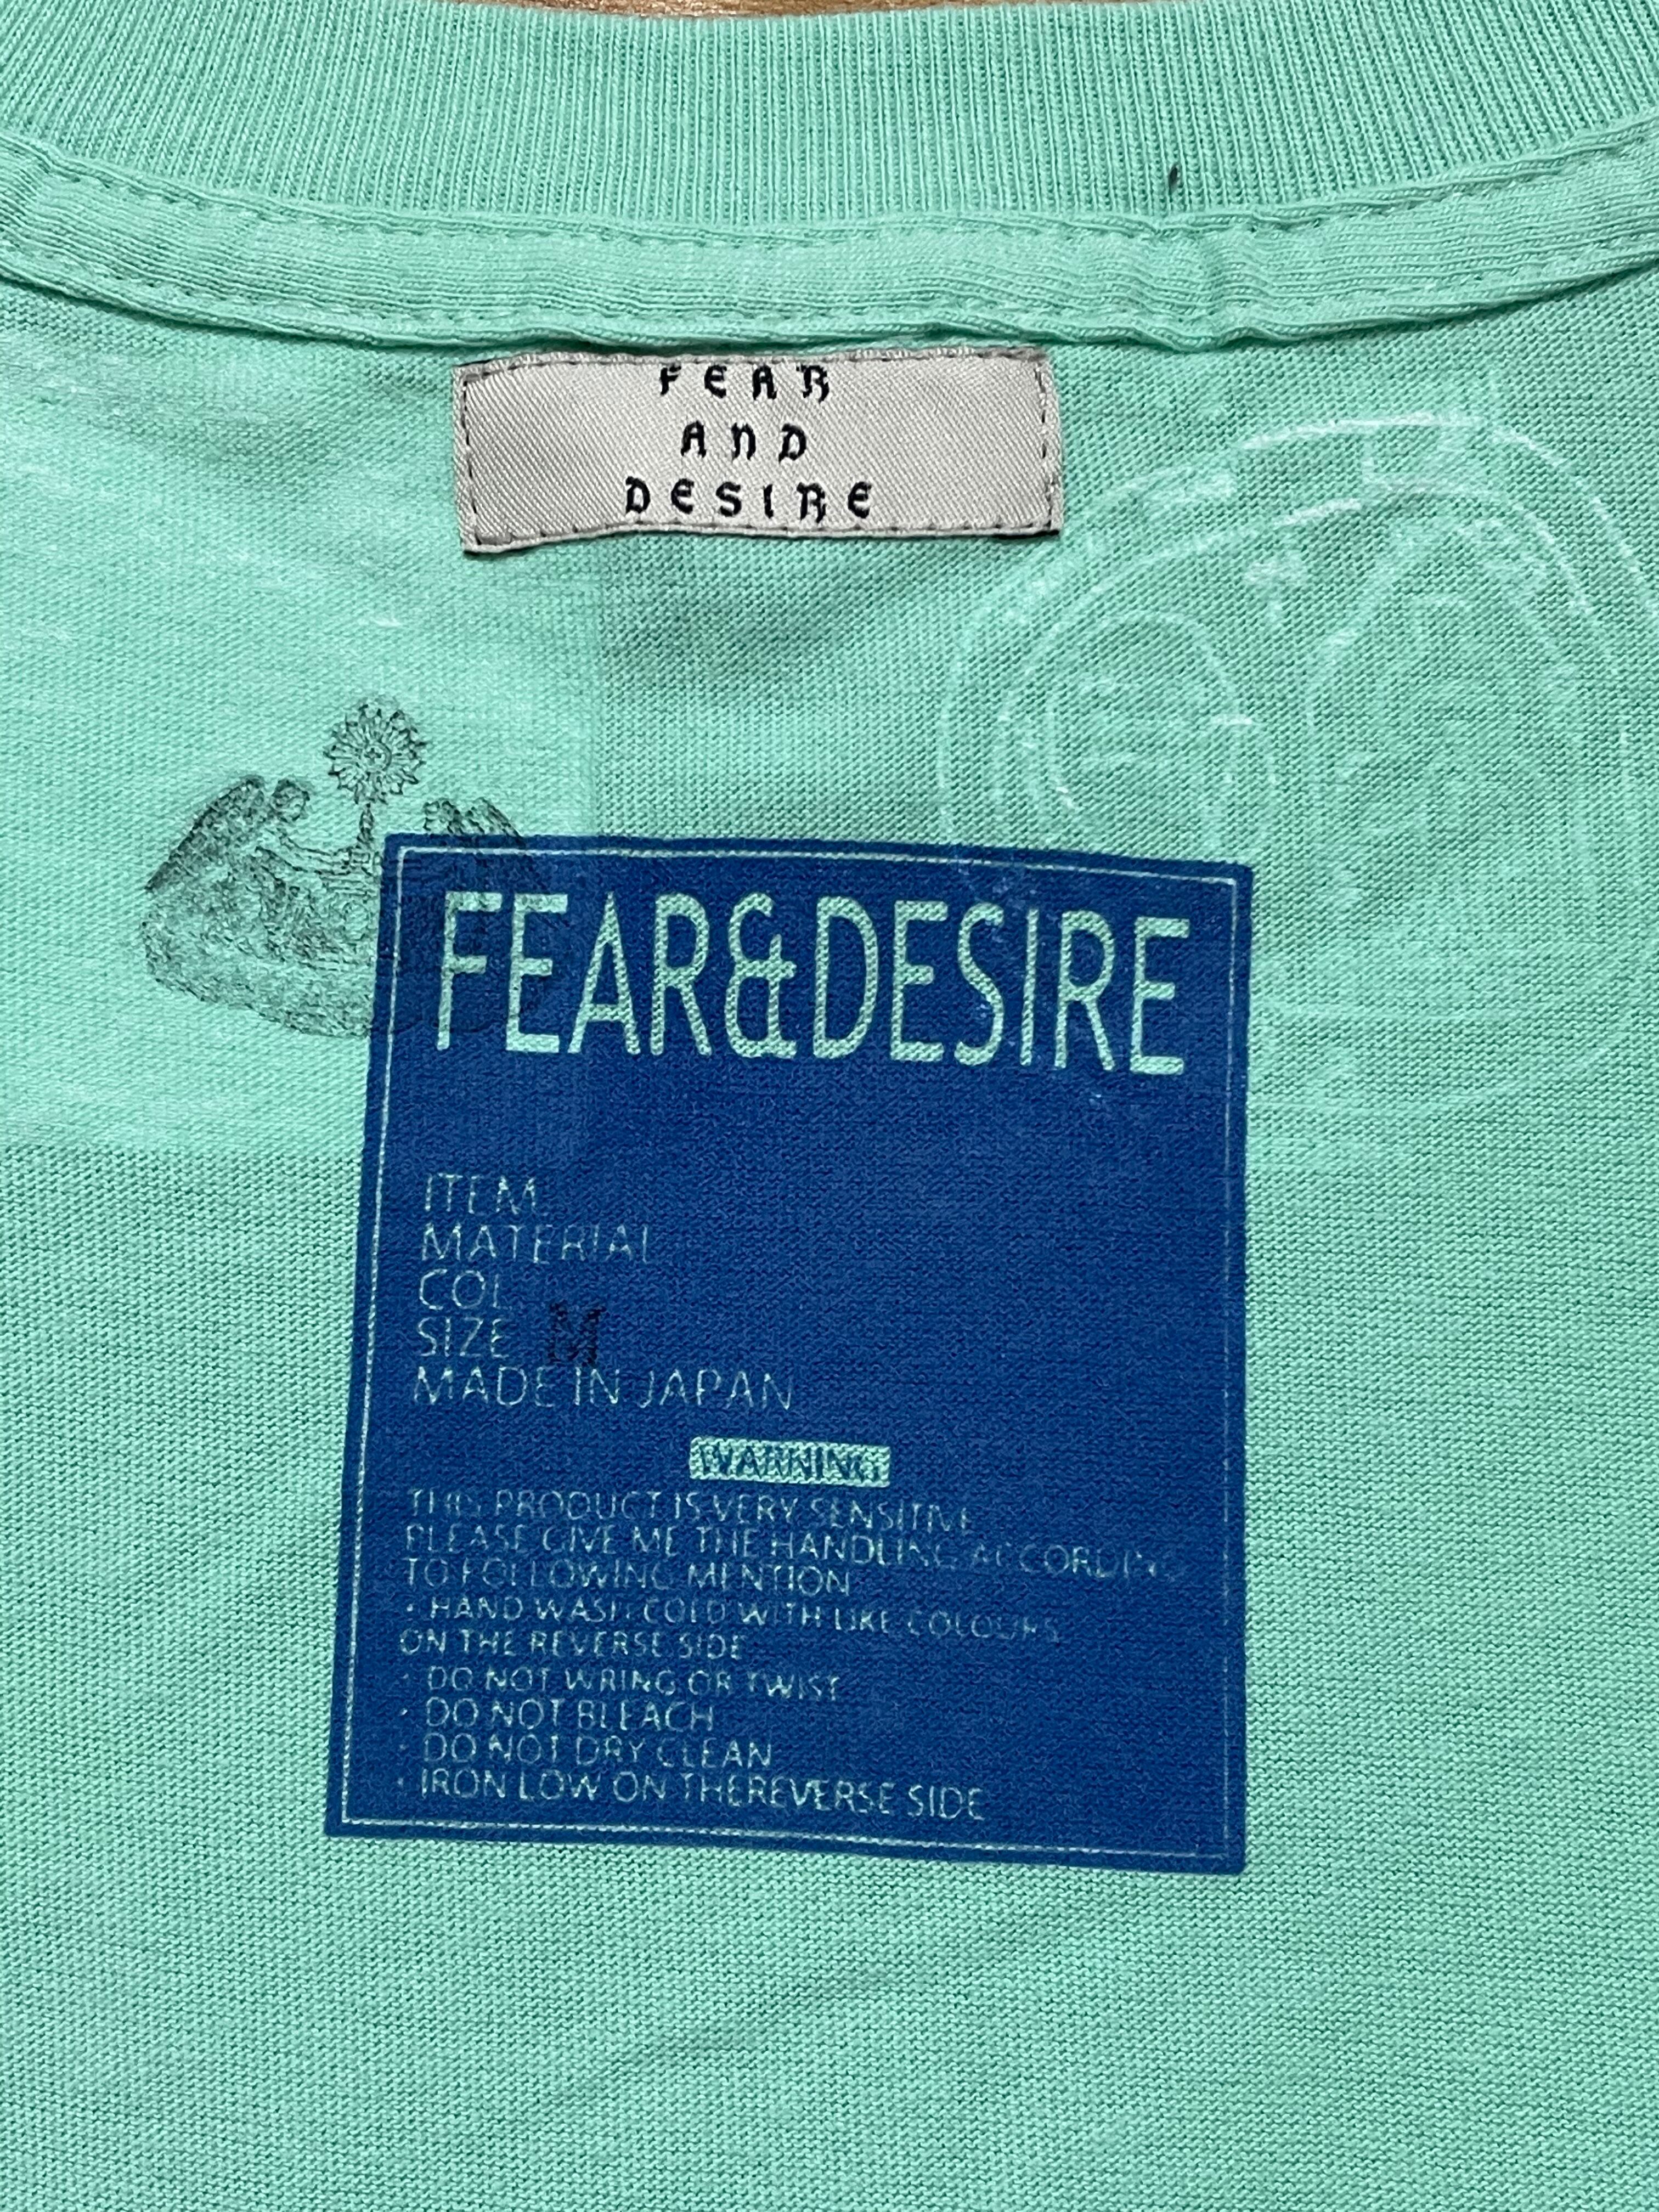 FEAR
AND
DESIRE
FEAR&DESIRE
ITEM
MATERIAL
COL
SIZE M
MADE IN JAPAN
WARNING
THIS PRODUCT IS VERY SENSITIVE
PLEASE GIVE ME THE HANDLING ACCORDING
TO FOLLOWING MENTION
· HAND WASH COLD WITH LIKE COLOURS
ON THE REVERSE SIDE
· DO NOT WRING OR TWIST
· DO NOT BLEACH
· DO NOT DRY CLEAN
· IRON LOW ON THEREVERSE SIDE